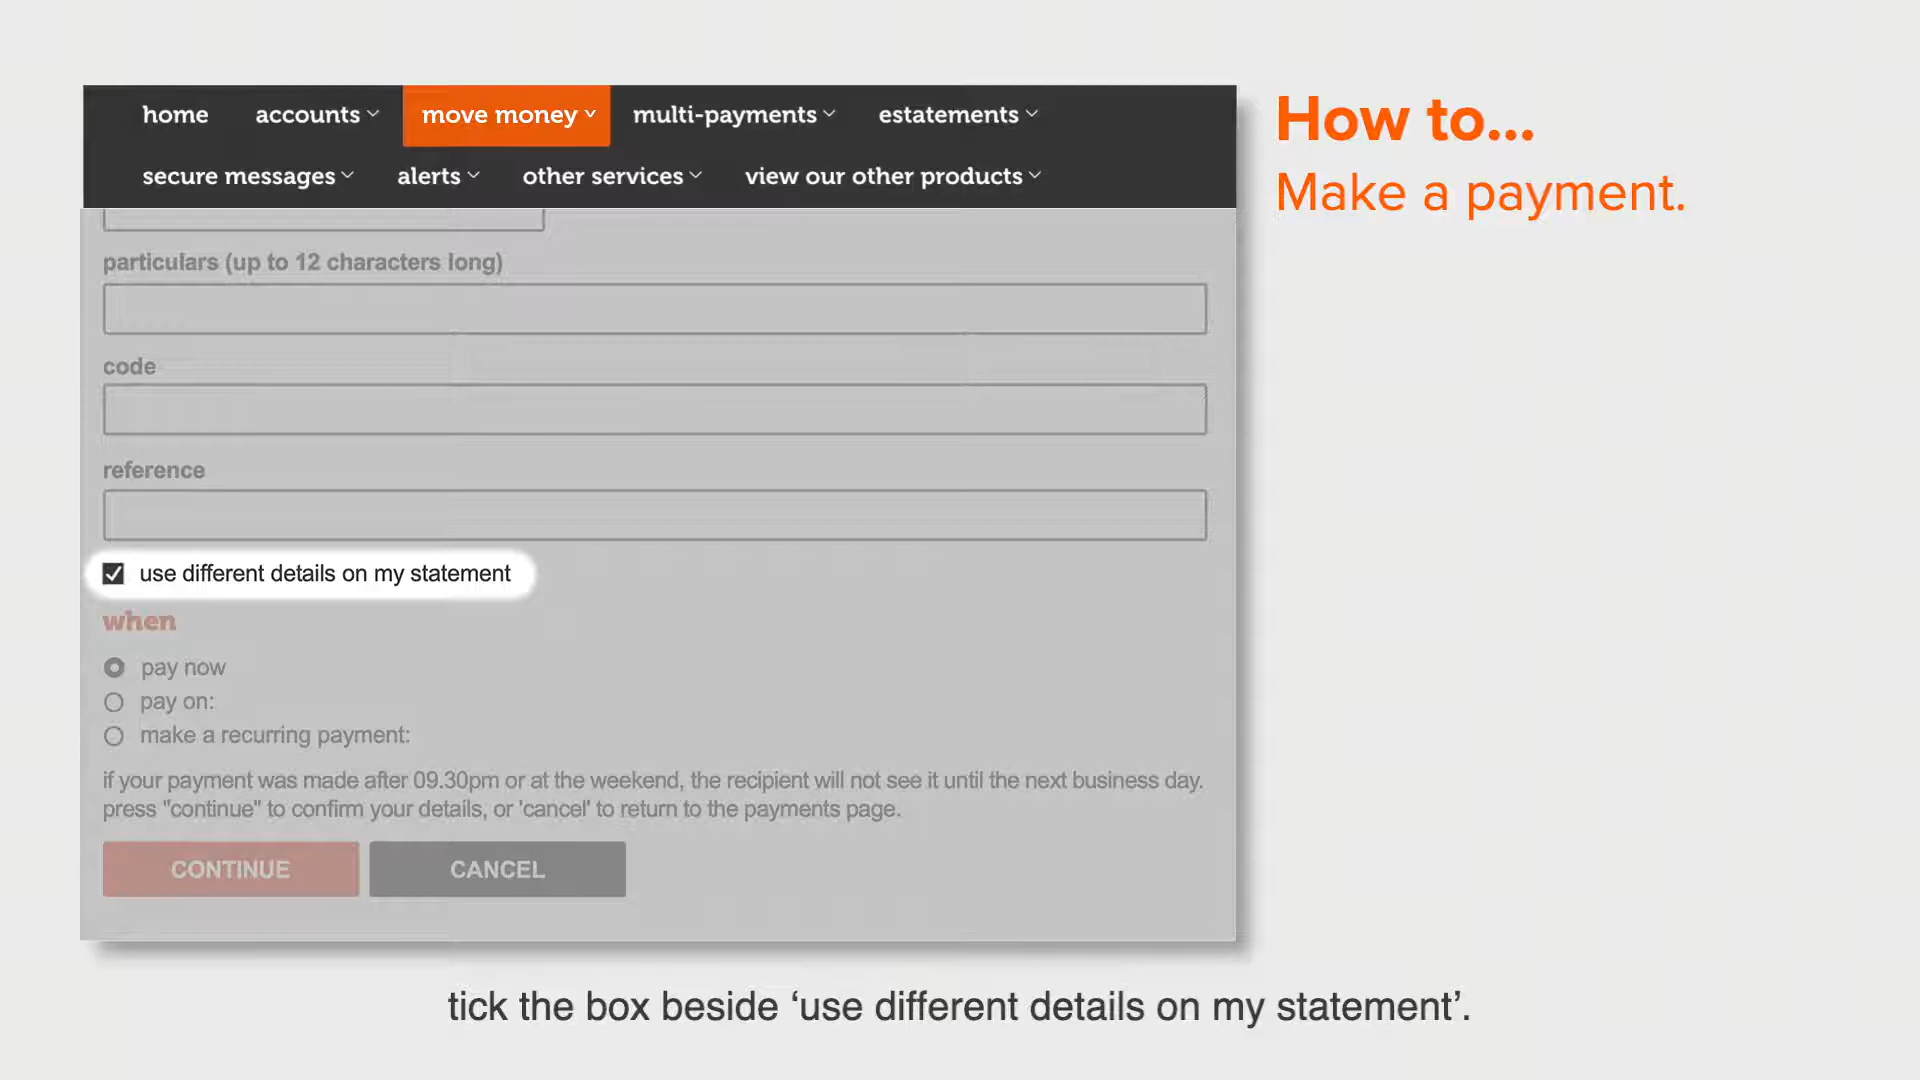 home accounts move money multi-payments estatements
secure messages alerts other services view our other products
How to...
Make a payment.
particulars (up to 12 characters long)
code
reference
use different details on my statement
when
pay now
pay on:
make a recurring payment:
if your payment was made after 09.30pm or at the weekend, the recipient will not see it until the next business day.
press "continue" to confirm your details, or 'cancel' to return to the payments page.
CONTINUE CANCEL
tick the box beside ‘use different details on my statement’.